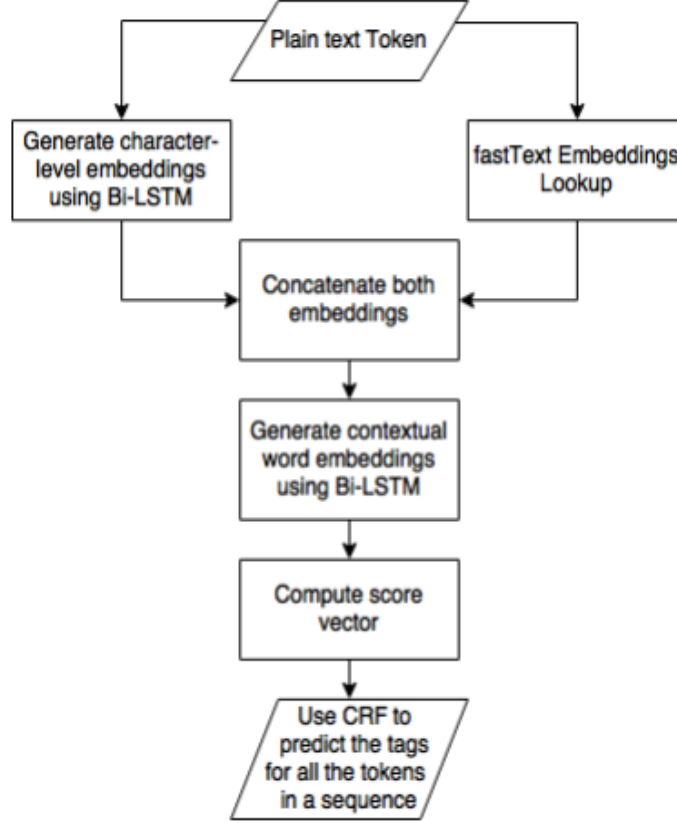 Plain text Token
Generate character-
level embeddings
using Bi-LSTM
fastText Embeddings
Lookup
Concatenate both
embeddings
Generate contextual
word embeddings
using Bi-LSTM
Compute score
vector
Use CRF to
predict the tags
for all the tokens
in a sequence